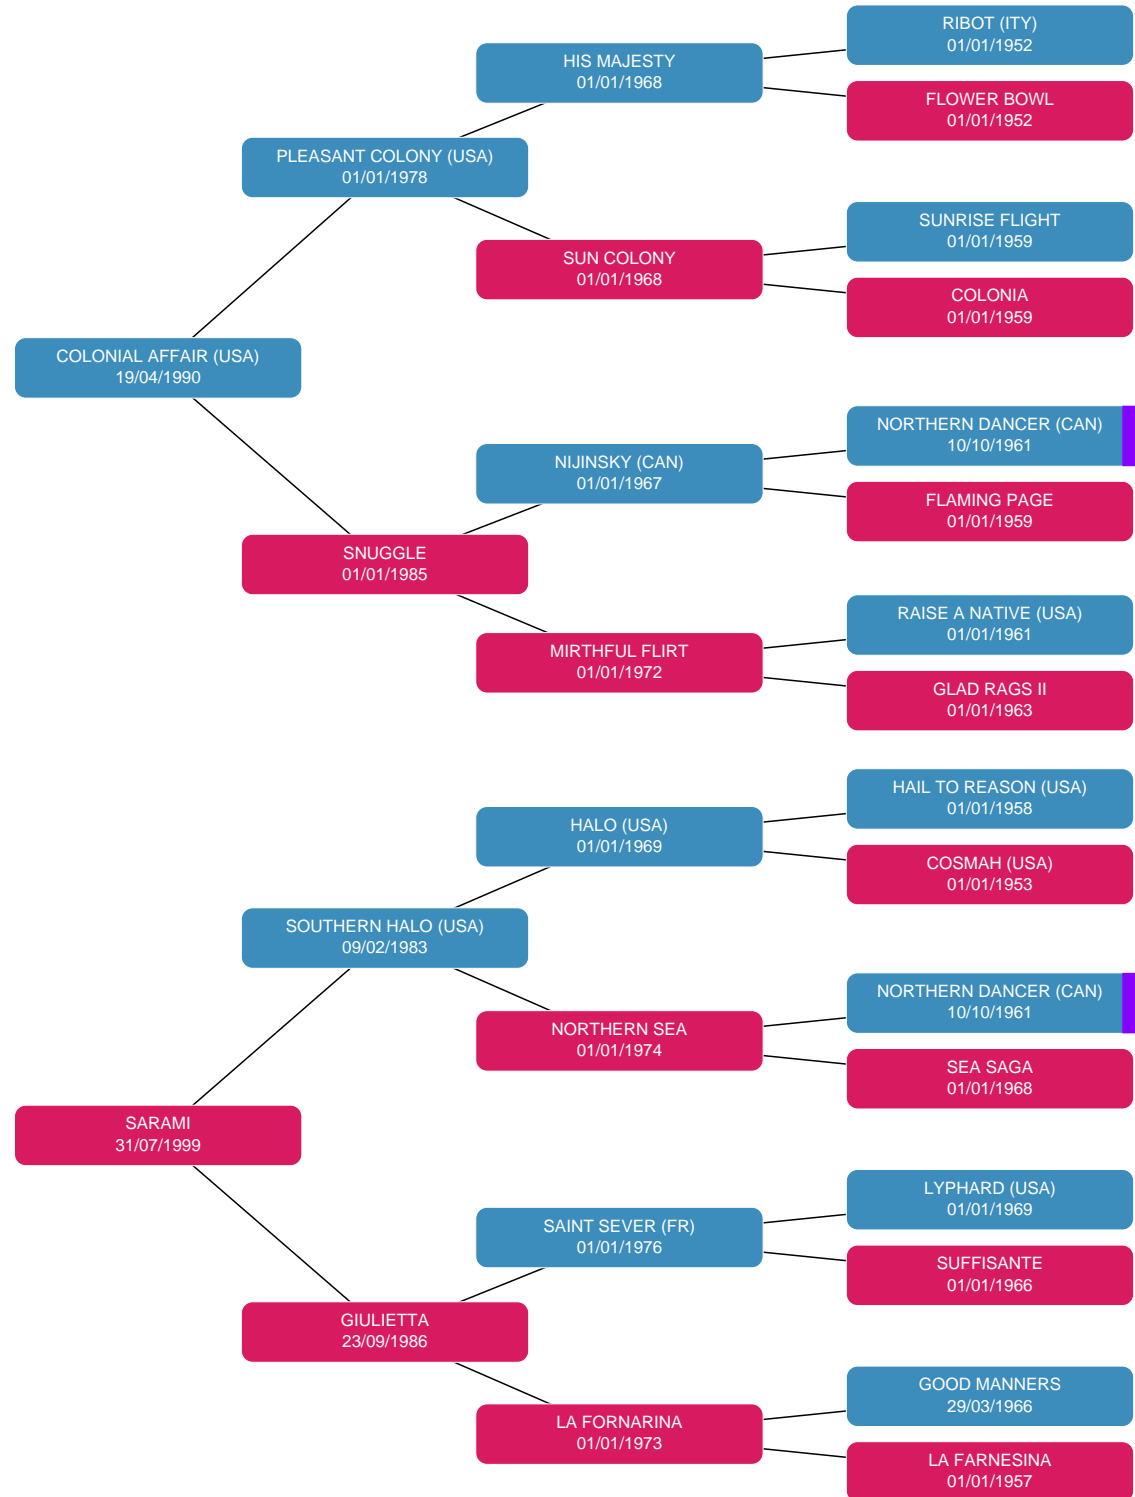 RIBOT (ITY)
01/01/1952
HIS MAJESTY
01/01/1968
FLOWER BOWL
01/01/1952
PLEASANT COLONY (USA)
01/01/1978
SUNRISE FLIGHT
01/01/1959
SUN COLONY
01/01/1968
COLONIA
01/01/1959
COLONIAL AFFAIR (USA)
19/04/1990
NORTHERN DANCER (CAN)
10/10/1961
NIJINSKY (CAN)
01/01/1967
FLAMING PAGE
01/01/1959
SNUGGLE
01/01/1985
RAISE A NATIVE (USA)
01/01/1961
MIRTHFUL FLIRT
01/01/1972
GLAD RAGS II
01/01/1963
HAIL TO REASON (USA)
01/01/1958
HALO (USA)
01/01/1969
COSMAH (USA)
01/01/1953
SOUTHERN HALO (USA)
09/02/1983
NORTHERN DANCER (CAN)
10/10/1961
NORTHERN SEA
01/01/1974
SEA SAGA
01/01/1968
SARAMI
31/07/1999
LYPHARD (USA)
01/01/1969
SAINT SEVER (FR)
01/01/1976
SUFFISANTE
01/01/1966
GIULIETTA
23/09/1986
GOOD MANNERS
29/03/1966
LA FORNARINA
01/01/1973
LA FARNESINA
01/01/1957